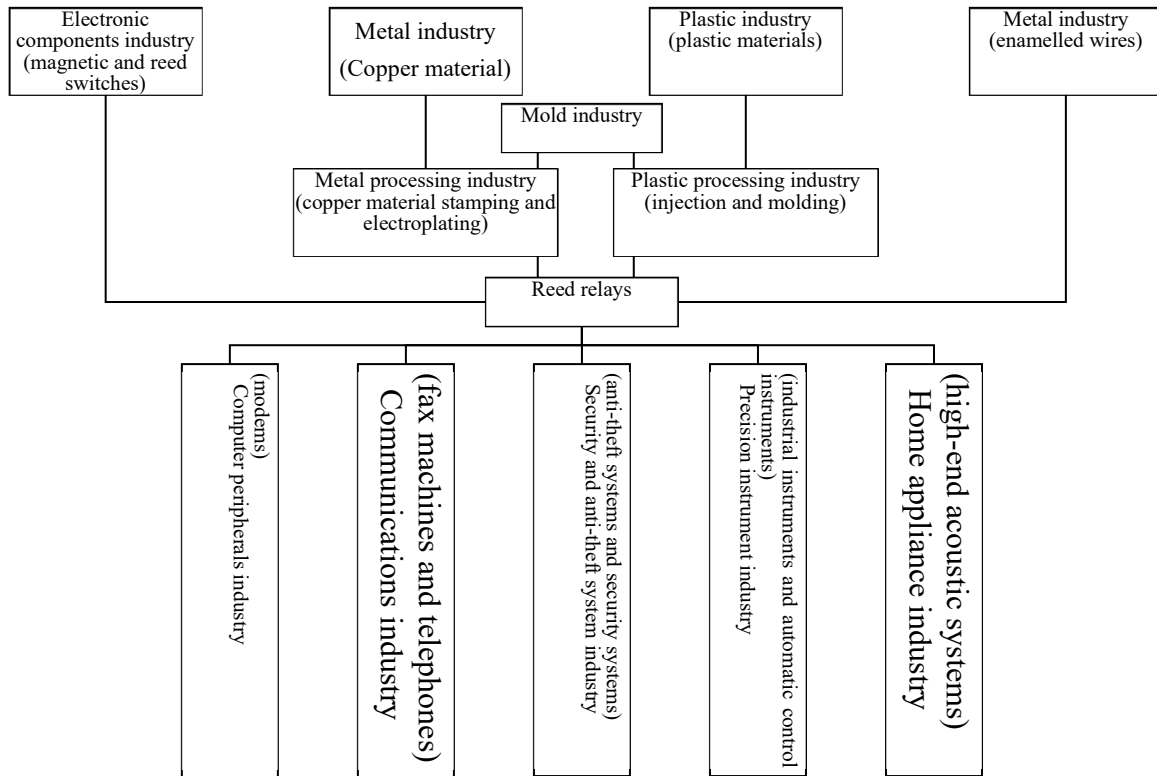 Electronic
components industry
(magnetic and reed
switches)
Metal industry
(Copper material)
Plastic industry
(plastic materials)
Metal industry
(enamelled wires)
Mold industry
Metal processing industry
(copper material stamping and
electroplating)
Plastic processing industry
(injection and molding)
Reed relays
(modems)
Computer peripherals industry
(fax machines and telephones)
Communications industry
(anti-theft systems and security systems)
Security and anti-theft system industry
(industrial instruments and automatic control
instruments)
Precision instrument industry
(high-end acoustic systems)
Home appliance industry